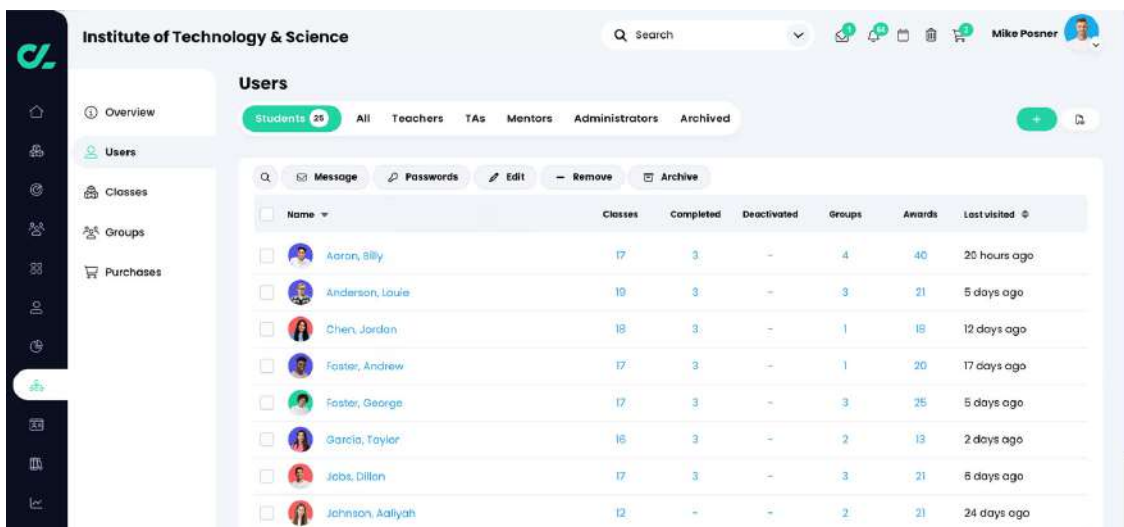 Institute of Technology & Science
Search
Mike Posner
Users
Overview
Users
Classes
Groups
Purchases
Students 25 All Teachers TAs Mentors Administrators Archived
Message Passwords Edit Remove Archive
Name Classes Completed Deactivated Groups Awards Last visited
Aaron, Billy 17 3 - 4 40 20 hours ago
Anderson, Louie 19 3 - 3 21 5 days ago
Chen, Jordan 18 3 - 1 18 12 days ago
Foster, Andrew 17 3 - 1 20 17 days ago
Foster, George 17 3 - 3 25 5 days ago
Garcia, Taylor 16 3 - 2 13 2 days ago
Jobs, Dillon 17 3 - 3 21 6 days ago
Johnson, Aaliyah 12 - - 2 21 24 days ago